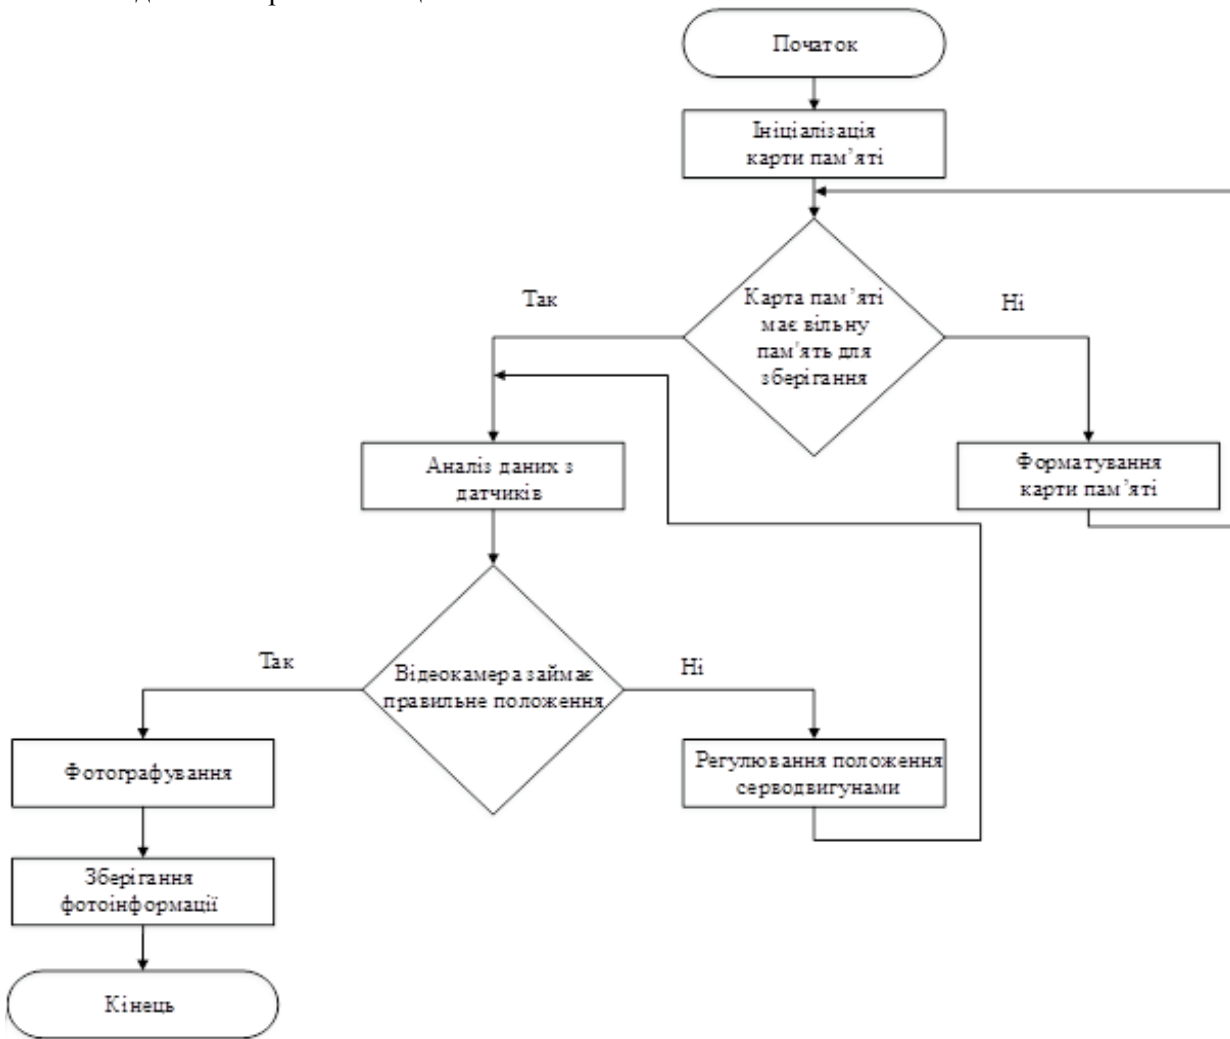 Початок
Ініціалізація
карти пам’яті
Карта пам’яті
має вільну
пам’ять для
зберігання
Так
Ні
Аналіз даних з
датчиків
Форматування
карти пам’яті
Відеокамера займає
правильне положення
Так
Ні
Фотографування
Регулювання положення
серводвигунами
Зберігання
фотоінформації
Кінець